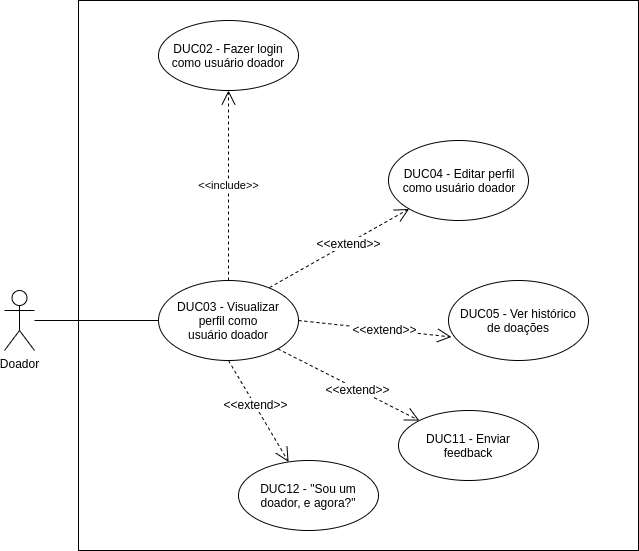 DUC02 - Fazer login
como usuário doador
<<include>>
DUC04 - Editar perfil
como usuário doador
<<extend>>
DUC03 - Visualizar
perfil como
usuário doador
DUC05 - Ver histórico
de doações
<<extend>>
Doador
<<extend>>
<<extend>>
DUC11 - Enviar
feedback
DUC12 - "Sou um
doador, e agora?"